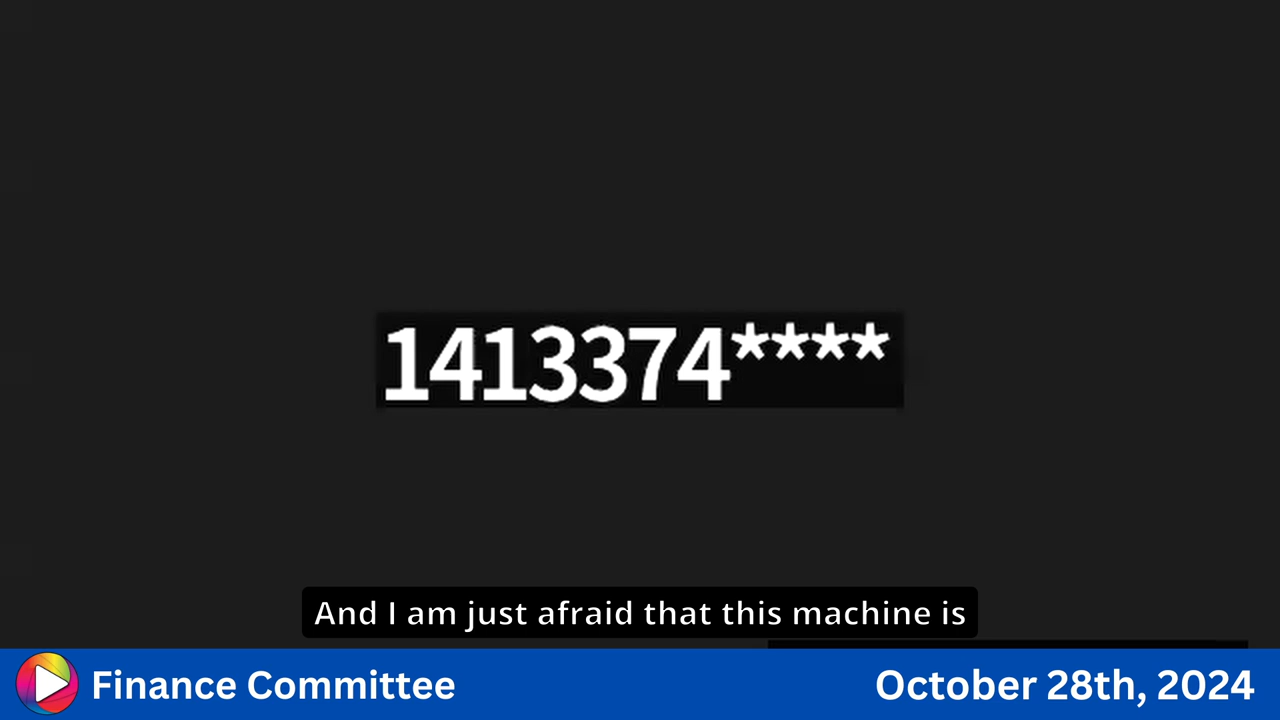 1413374****
And I am just afraid that this machine is
Finance Committee
October 28th, 2024